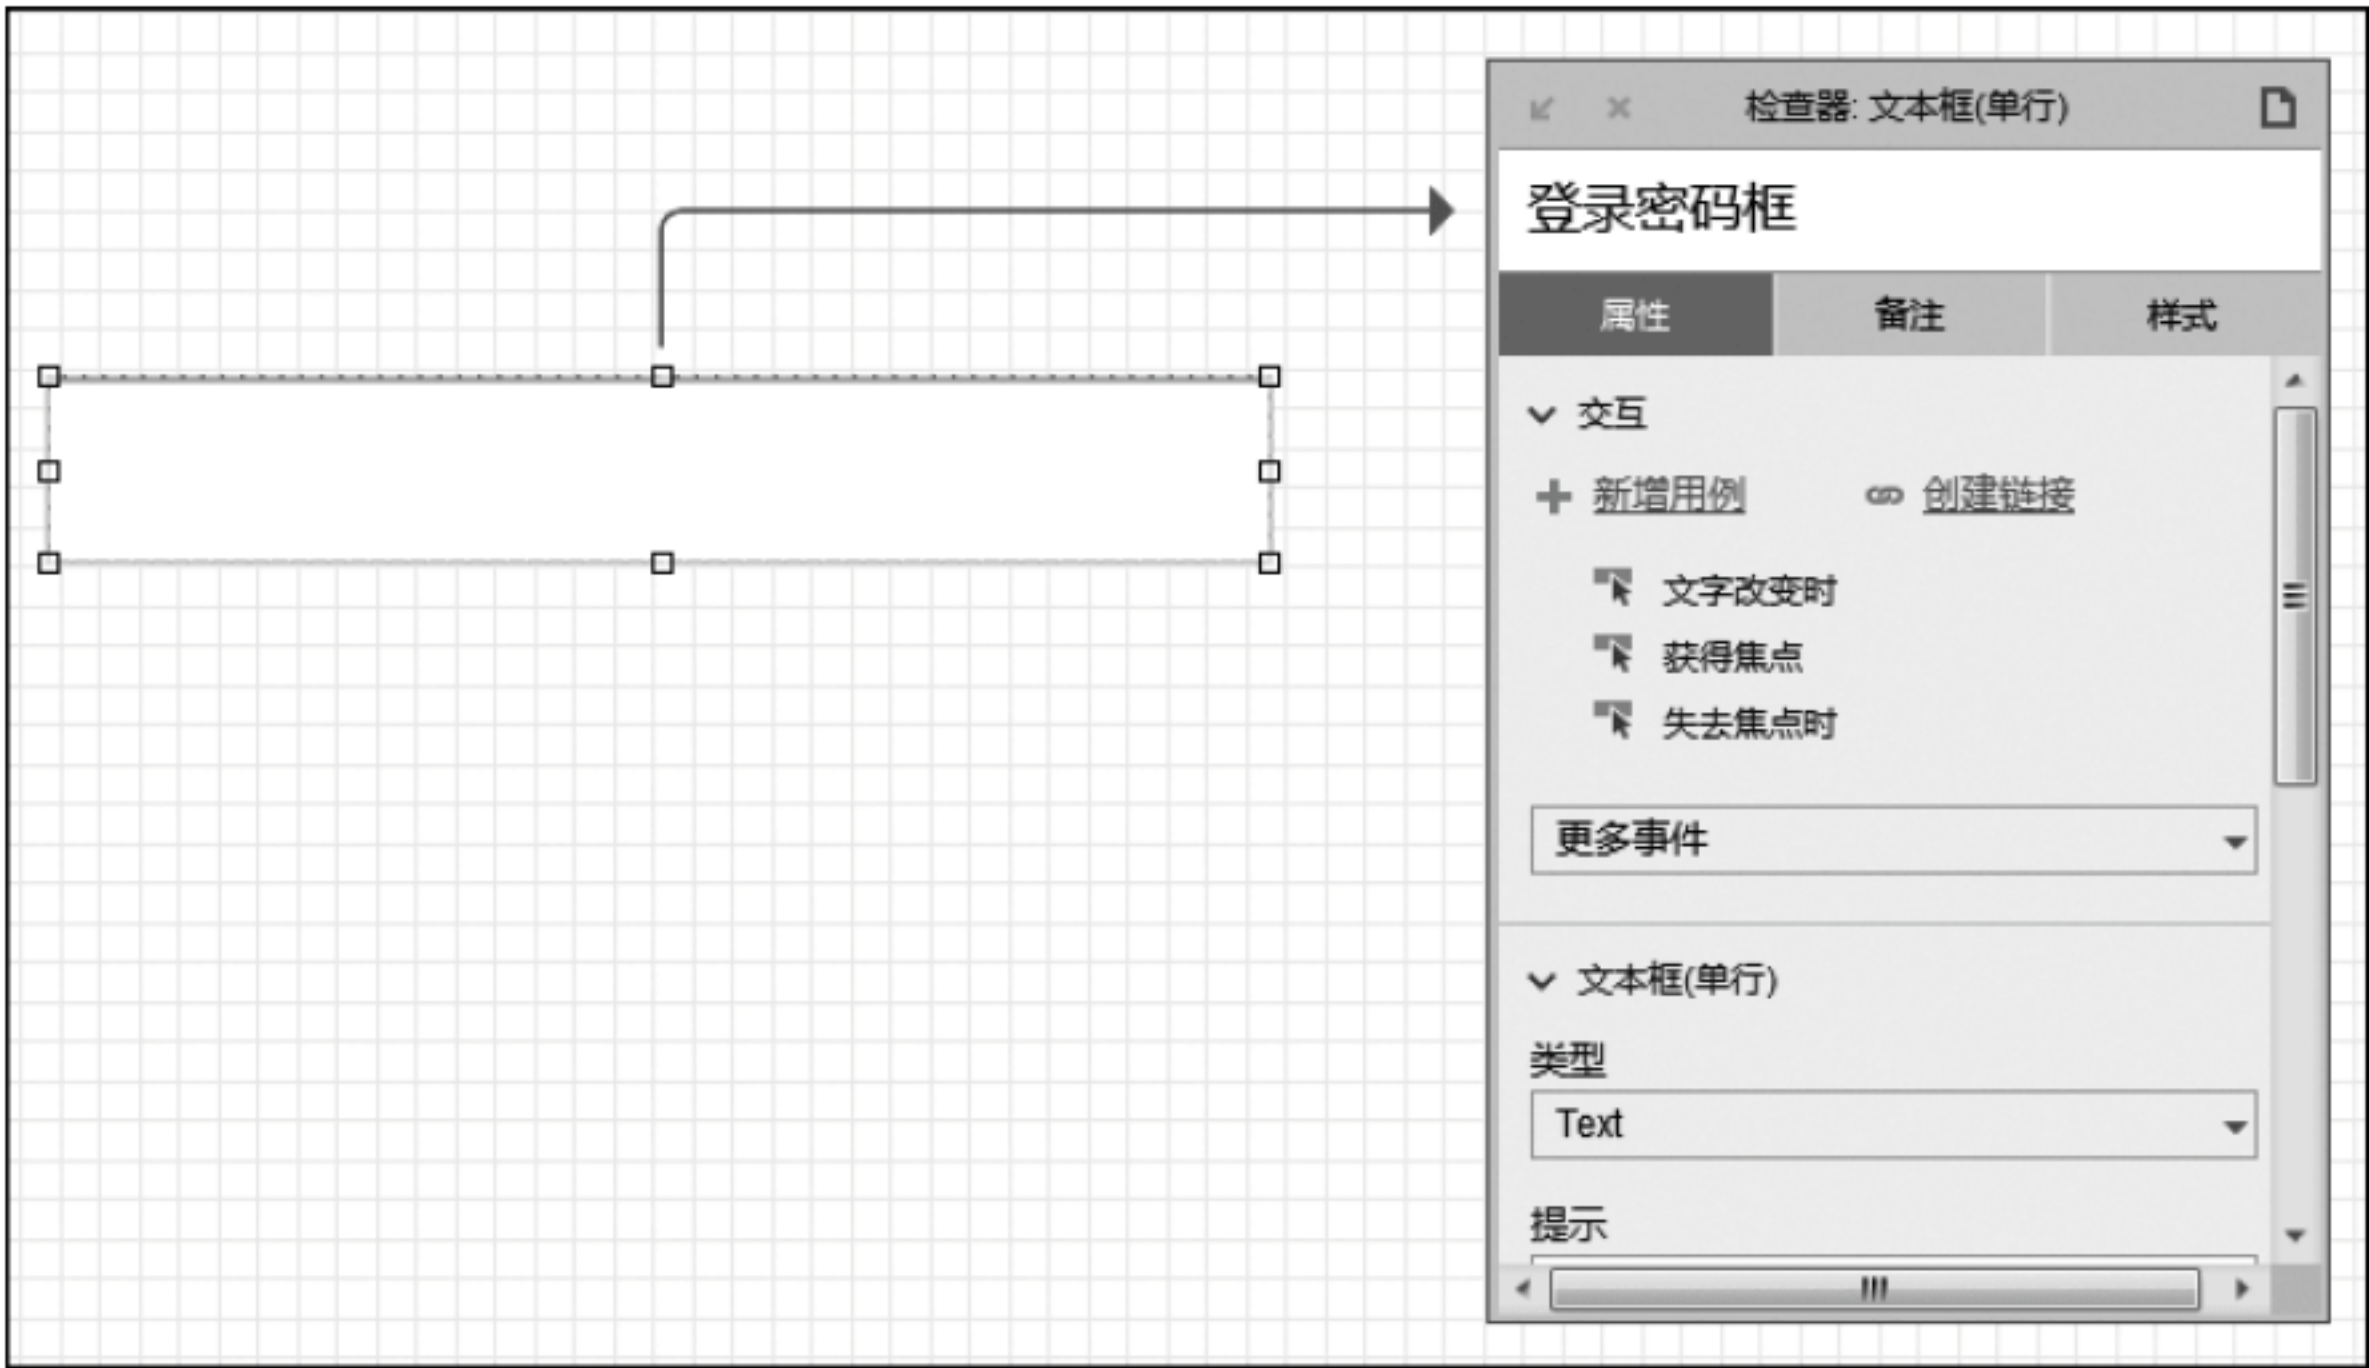 检查器: 文本框(单行)
登录密码框
属性 备注 样式
交互
新增用例 创建链接
文字改变时
获得焦点
失去焦点时
更多事件
文本框(单行)
类型
Text
提示